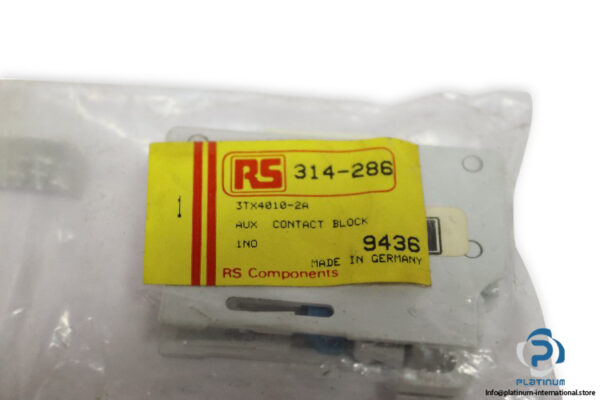 RS 314-286
3TX4010-2A
1
AUX CONTACT BLOCK
1NO 9436
MADE IN GERMANY
RS Components
PLATINUM
info@platinum-international.store